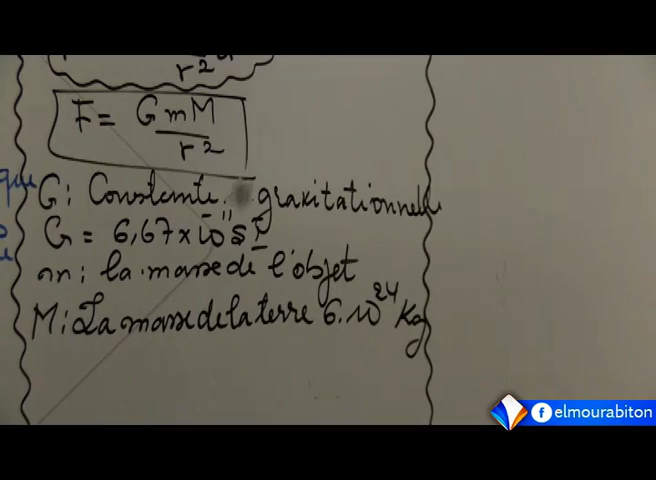 r²
F = GmM
r²
G : Constante gravitationnelle
G = 6,67×10⁻¹¹ SI
m : la masse de l'objet
M : La masse de la terre 6.10²⁴ Kg
elmourabiton